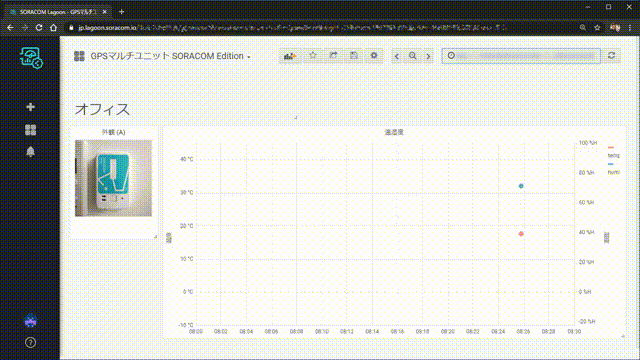 SORACOM Lagoon - GPSマルチユ
jp.lagoon.soracom.io/
GPSマルチユニット SORACOM Edition
オフィス
外観 (A)
温湿度
40 °C
30 °C
20 °C
10 °C
0 °C
-10 °C
温度
100 %H
80 %H
60 %H
40 %H
20 %H
0 %H
-20 %H
湿度
temp
humi
08:00 08:02 08:04 08:06 08:08 08:10 08:12 08:14 08:16 08:18 08:20 08:22 08:24 08:26 08:28 08:30